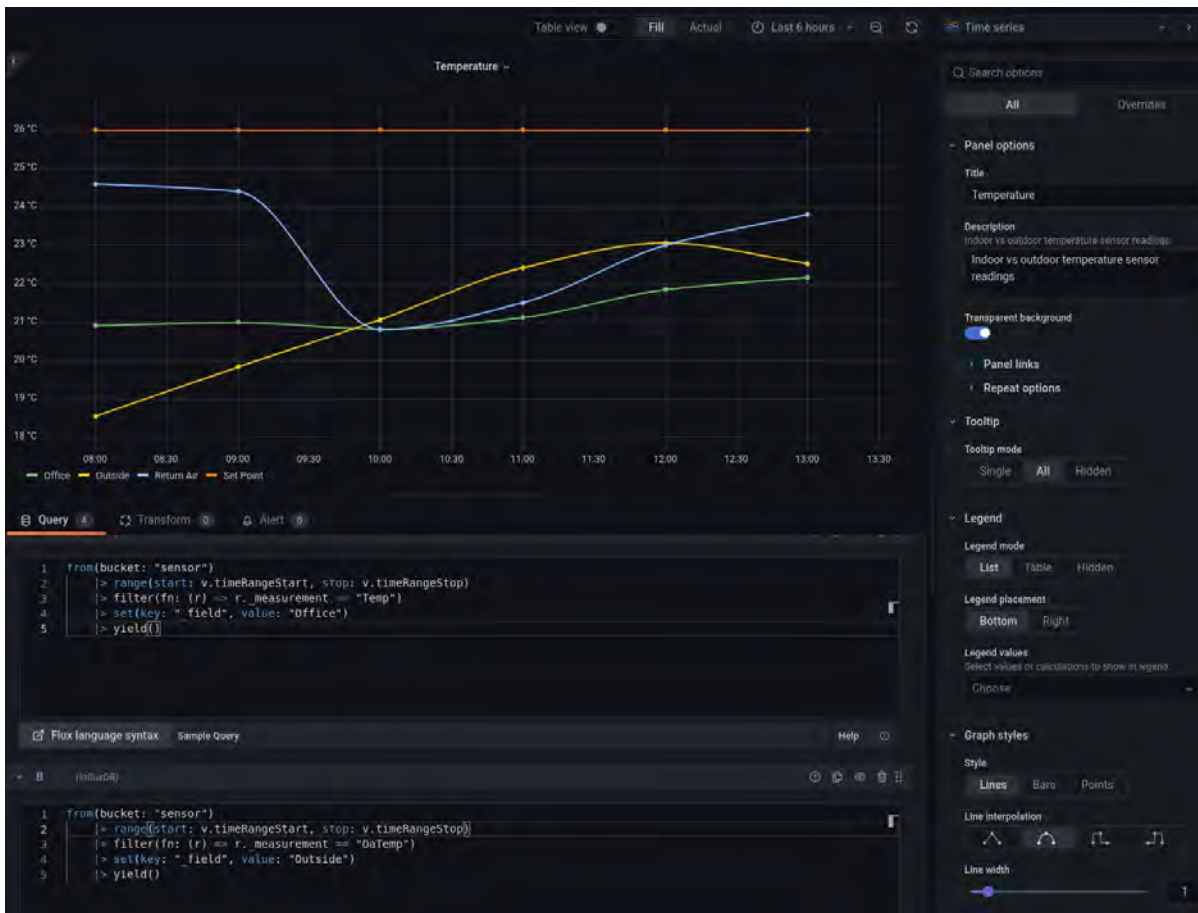 Table view
Fill
Actual
Last 6 hours
Time series
Temperature
26 °C
25 °C
24 °C
23 °C
22 °C
21 °C
20 °C
19 °C
18 °C
08:00
08:30
09:00
09:30
10:00
10:30
11:00
11:30
12:00
12:30
13:00
13:30
Office
Outside
Return Air
Set Point
Query 4
Transform 0
Alert 0
1 from(bucket: "sensor")
2 |> range(start: v.timeRangeStart, stop: v.timeRangeStop)
3 |> filter(fn: (r) => r._measurement == "Temp")
4 |> set(key: "_field", value: "Office")
5 |> yield()
Flux language syntax
Sample Query
Help
B (InfluxDB)
1 from(bucket: "sensor")
2 |> range(start: v.timeRangeStart, stop: v.timeRangeStop)
3 |> filter(fn: (r) => r._measurement == "OaTemp")
4 |> set(key: "_field", value: "Outside")
5 |> yield()
Search options
All
Overrides
Panel options
Title
Temperature
Description
Indoor vs outdoor temperature sensor readings
Indoor vs outdoor temperature sensor
readings
Transparent background
Panel links
Repeat options
Tooltip
Tooltip mode
Single
All
Hidden
Legend
Legend mode
List
Table
Hidden
Legend placement
Bottom
Right
Legend values
Select values or calculations to show in legend
Choose
Graph styles
Style
Lines
Bars
Points
Line interpolation
Line width
1